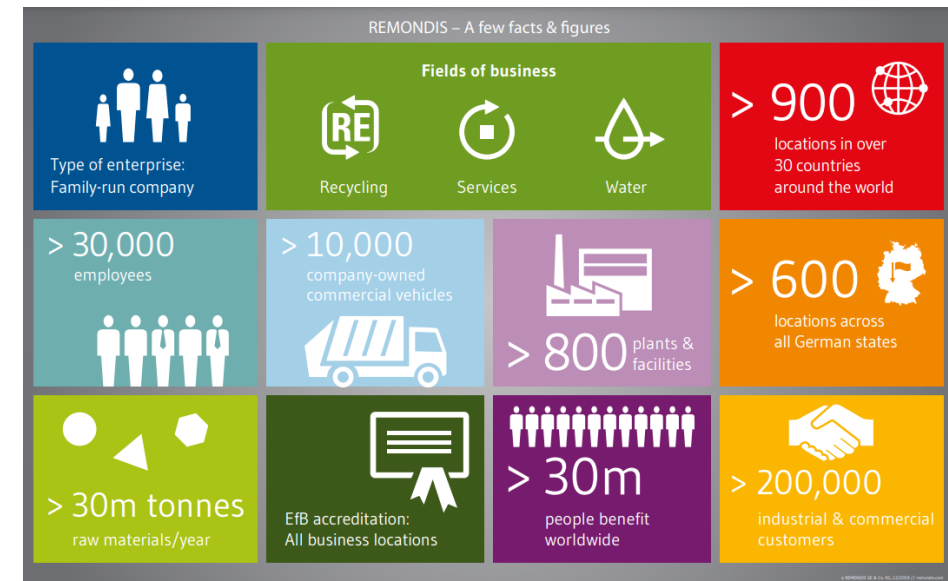 REMONDIS – A few facts & figures
Type of enterprise:
Family-run company
Fields of business
RE
Recycling
Services
Water
> 900
locations in over
30 countries
around the world
> 30,000
employees
> 10,000
company-owned
commercial vehicles
> 800 plants &
facilities
> 600
locations across
all German states
> 30m tonnes
raw materials/year
EfB accreditation:
All business locations
> 30m
people benefit
worldwide
> 200,000
industrial & commercial
customers